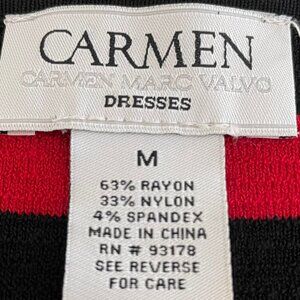 CARMEN
CARMEN MARC VALVO
DRESSES
M
63% RAYON
33% NYLON
4% SPANDEX
MADE IN CHINA
RN # 93178
SEE REVERSE
FOR CARE